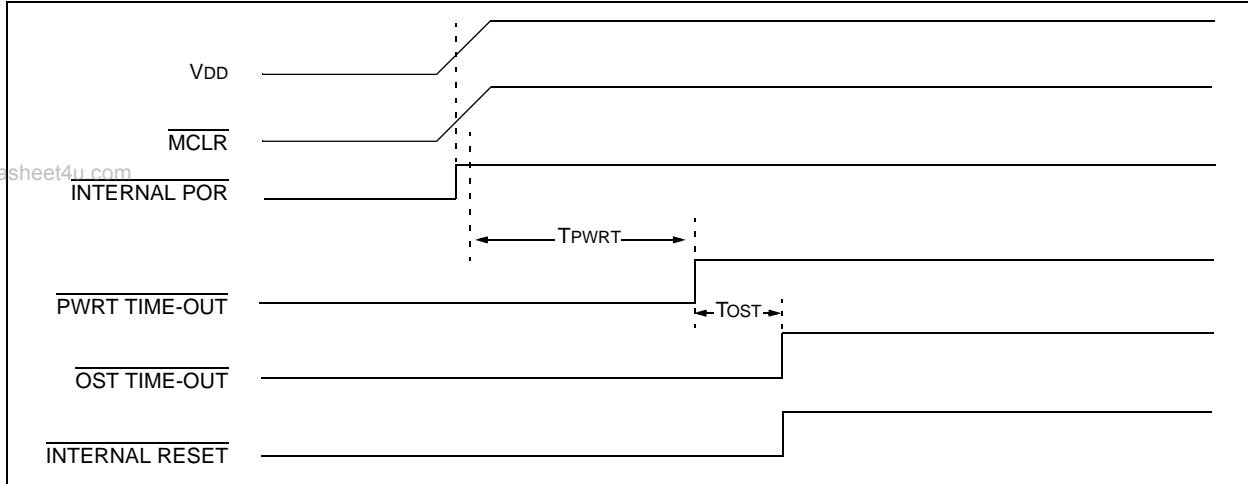 VDD
MCLR
asheet4u.com
INTERNAL POR
TPWRT
PWRT TIME-OUT
TOST
OST TIME-OUT
INTERNAL RESET